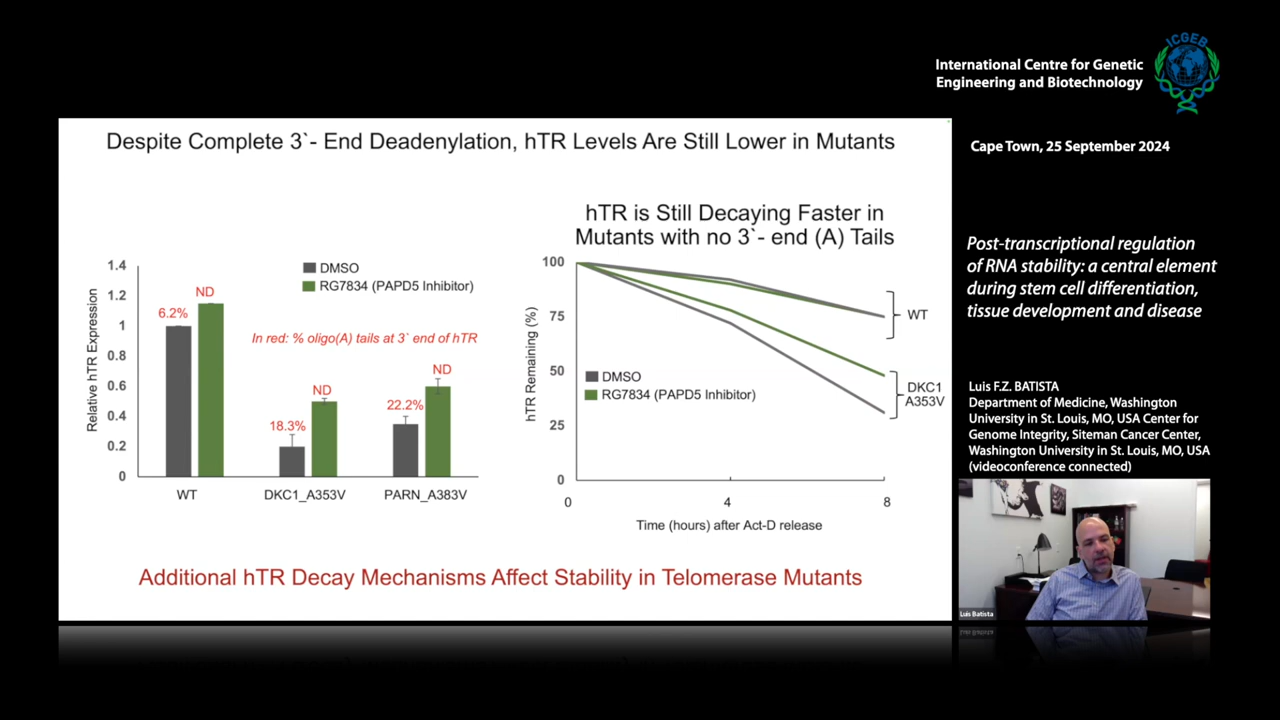 ICGEB
International Centre for Genetic
Engineering and Biotechnology
Cape Town, 25 September 2024
Post-transcriptional regulation
of RNA stability: a central element
during stem cell differentiation,
tissue development and disease
Luis F.Z. BATISTA
Department of Medicine, Washington
University in St. Louis, MO, USA Center for
Genome Integrity, Siteman Cancer Center,
Washington University in St. Louis, MO, USA
(videoconference connected)
Luis Batista
Despite Complete 3`- End Deadenylation, hTR Levels Are Still Lower in Mutants
Relative hTR Expression
1.4
1.2
1
0.8
0.6
0.4
0.2
0
DMSO
RG7834 (PAPD5 Inhibitor)
In red: % oligo(A) tails at 3` end of hTR
6.2%
ND
18.3%
ND
22.2%
ND
WT
DKC1_A353V
PARN_A383V
hTR is Still Decaying Faster in
Mutants with no 3`- end (A) Tails
hTR Remaining (%)
100
75
50
25
0
DMSO
RG7834 (PAPD5 Inhibitor)
WT
DKC1
A353V
0
4
8
Time (hours) after Act-D release
Additional hTR Decay Mechanisms Affect Stability in Telomerase Mutants